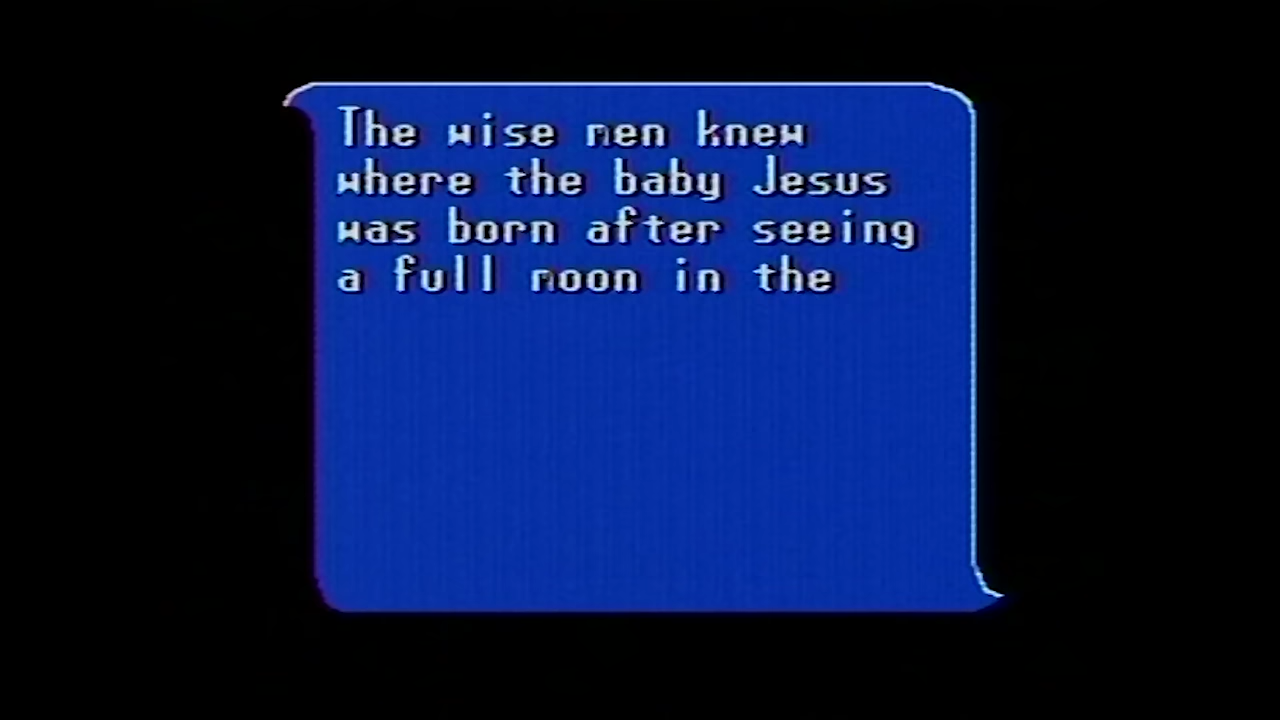 The wise men knew
where the baby Jesus
was born after seeing
a full moon in the